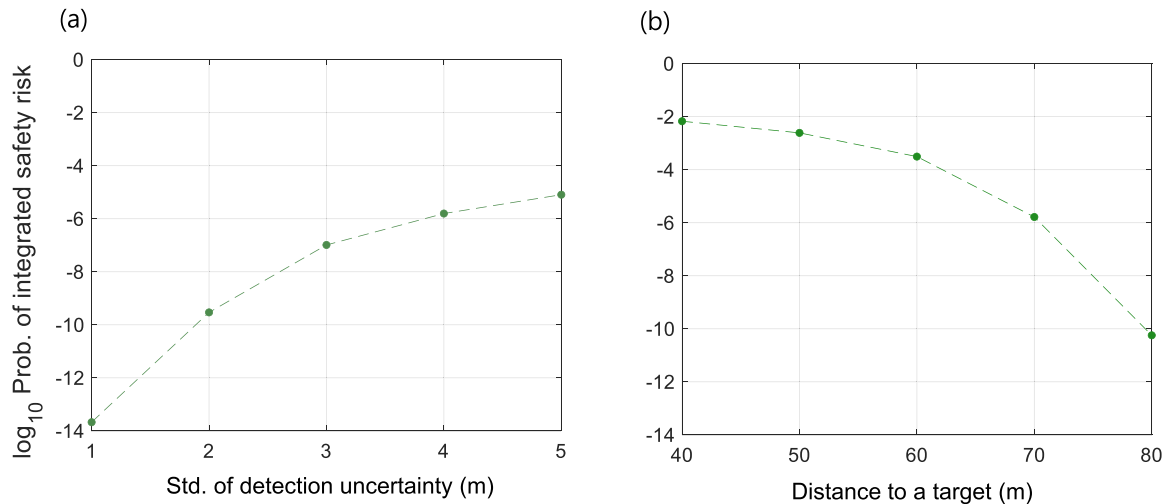 (a)
log10 Prob. of integrated safety risk
0
-2
-4
-6
-8
-10
-12
-14
1 2 3 4 5
Std. of detection uncertainty (m)
(b)
0
-2
-4
-6
-8
-10
-12
-14
40 50 60 70 80
Distance to a target (m)